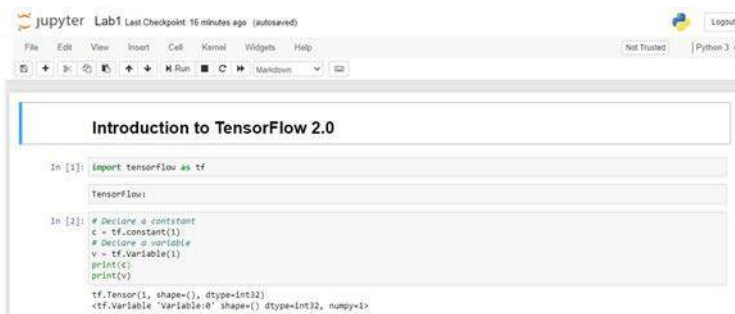 jupyter Lab1 Last Checkpoint: 16 minutes ago (autosaved)
Logout
File Edit View Insert Cell Kernel Widgets Help
Not Trusted
Python 3
Run
Markdown
Introduction to TensorFlow 2.0
In [1]: import tensorflow as tf
TensorFlow:
In [2]: # Declare a contstant
c = tf.constant(1)
# Declare a variable
v = tf.Variable(1)
print(c)
print(v)
tf.Tensor(1, shape=(), dtype=int32)
<tf.Variable 'Variable:0' shape=() dtype=int32, numpy=1>